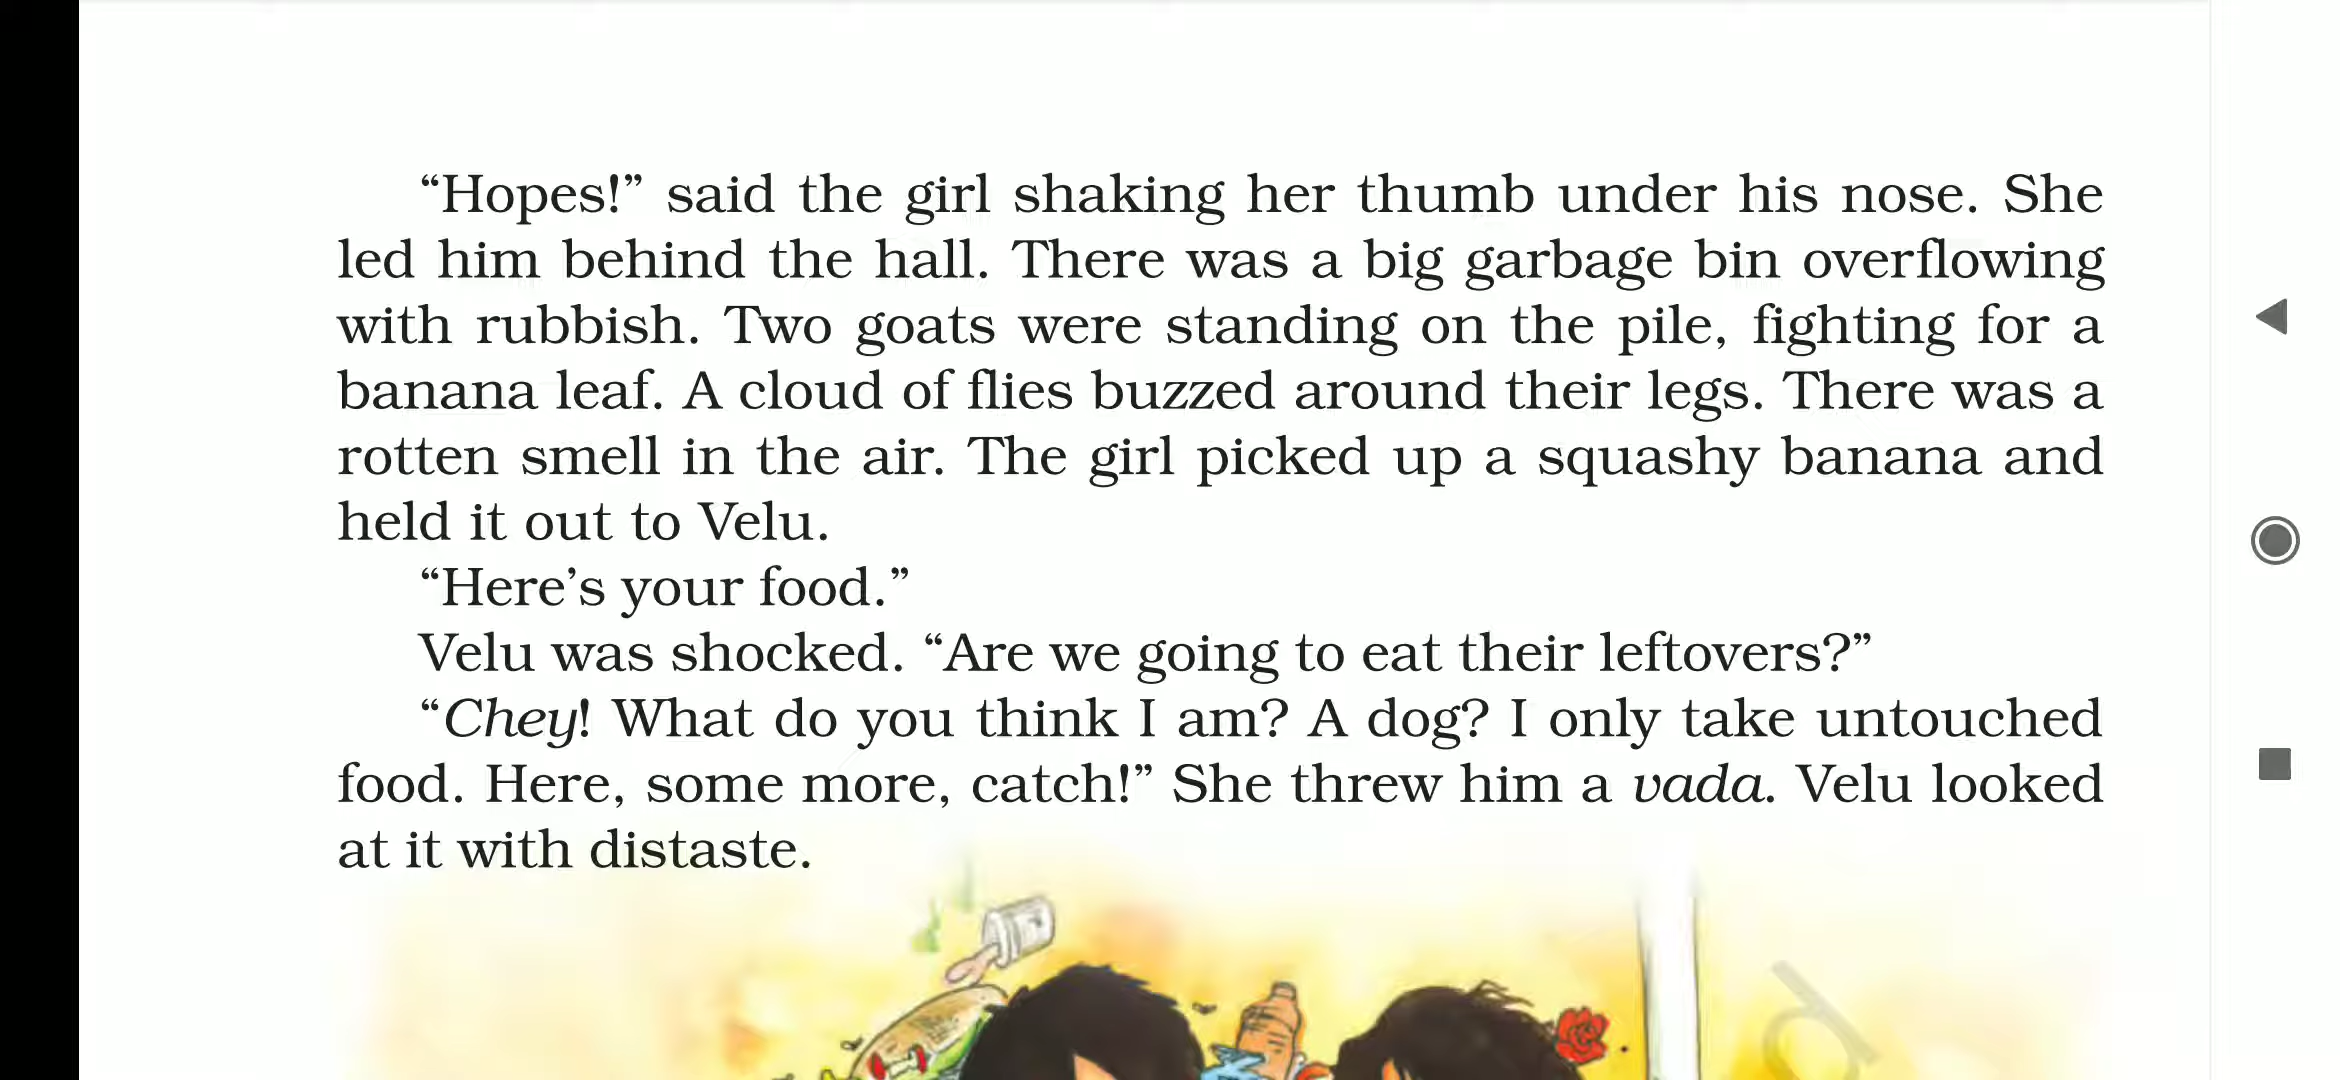 “Hopes!” said the girl shaking her thumb under his nose. She
led him behind the hall. There was a big garbage bin overflowing
with rubbish. Two goats were standing on the pile, fighting for a
banana leaf. A cloud of flies buzzed around their legs. There was a
rotten smell in the air. The girl picked up a squashy banana and
held it out to Velu.
“Here’s your food.”
Velu was shocked. “Are we going to eat their leftovers?”
“Chey! What do you think I am? A dog? I only take untouched
food. Here, some more, catch!” She threw him a vada. Velu looked
at it with distaste.